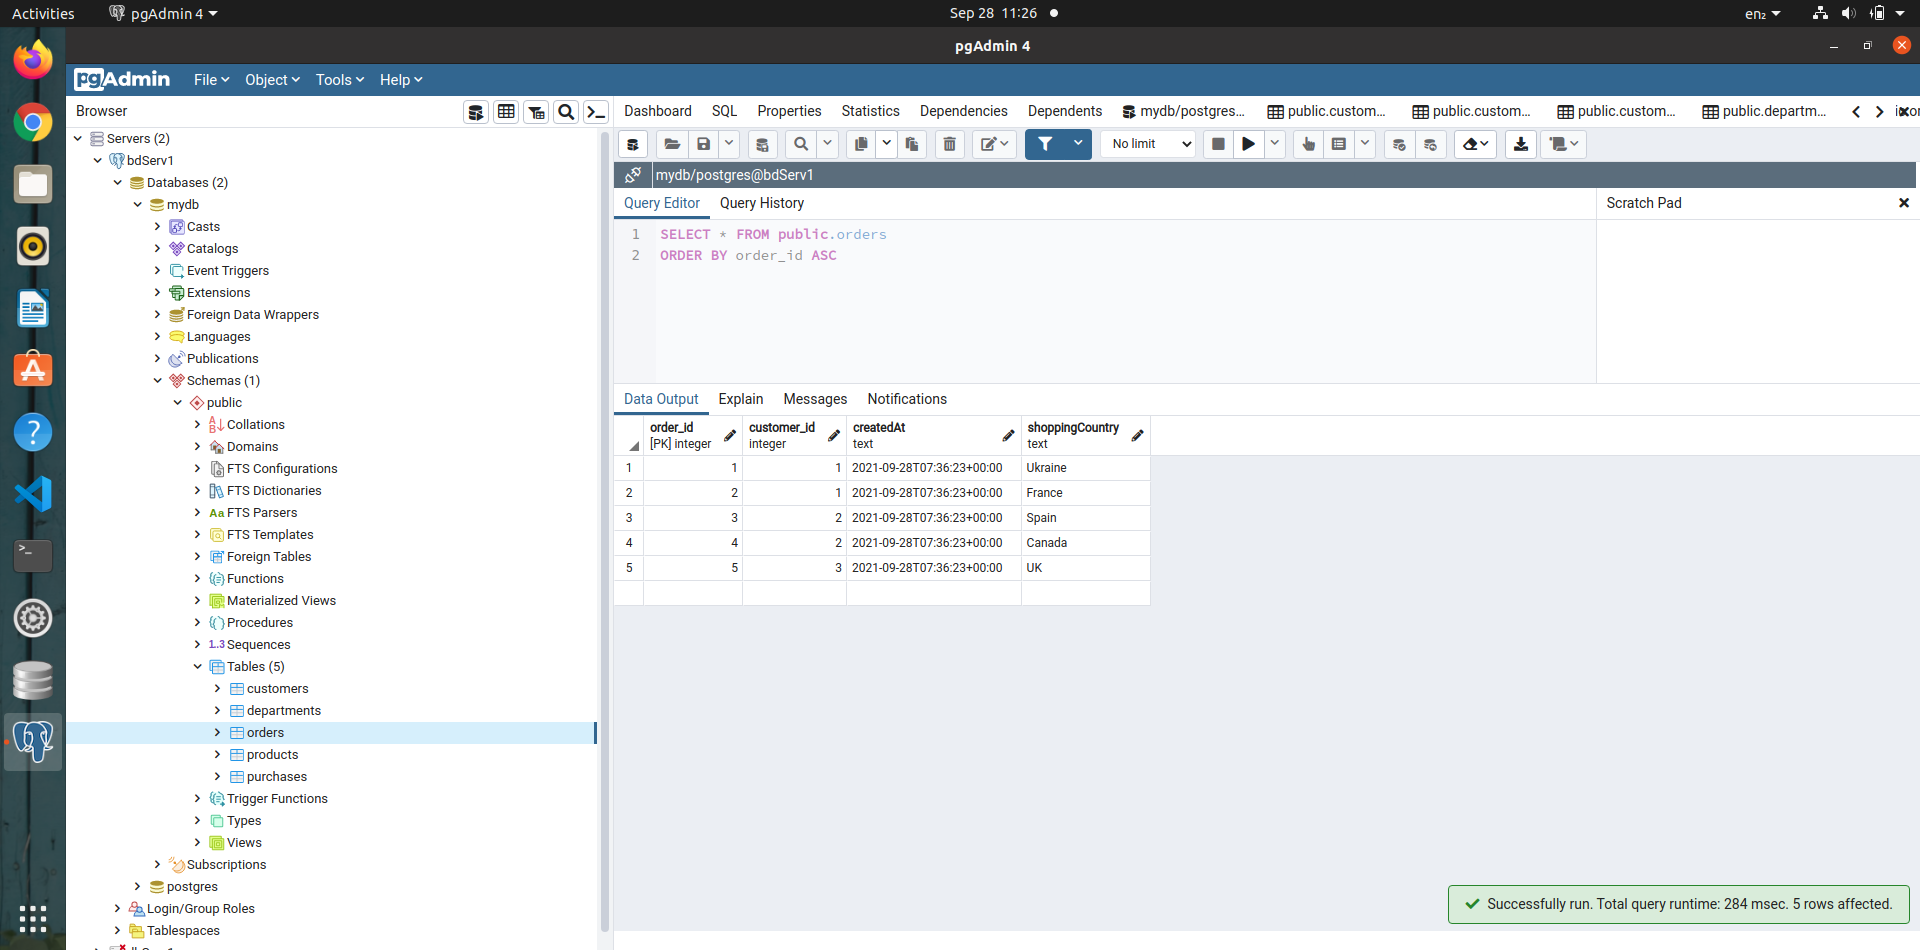 Activities pgAdmin 4 Sep 28 11:26 en₂
pgAdmin 4
pgAdmin File Object Tools Help
Browser
Dashboard SQL Properties Statistics Dependencies Dependents mydb/postgres... public.custom... public.custom... public.custom... public.departm...
No limit
mydb/postgres@bdServ1
Query Editor Query History
Scratch Pad
1 SELECT * FROM public.orders
2 ORDER BY order_id ASC
Servers (2)
bdServ1
Databases (2)
mydb
Casts
Catalogs
Event Triggers
Extensions
Foreign Data Wrappers
Languages
Publications
Schemas (1)
public
Collations
Domains
FTS Configurations
FTS Dictionaries
Aa FTS Parsers
FTS Templates
Foreign Tables
Functions
Materialized Views
Procedures
1..3 Sequences
Tables (5)
customers
departments
orders
products
purchases
Trigger Functions
Types
Views
Subscriptions
postgres
Login/Group Roles
Tablespaces
Data Output Explain Messages Notifications
order_id customer_id createdAt shoppingCountry
[PK] integer integer text text
1 1 1 2021-09-28T07:36:23+00:00 Ukraine
2 2 1 2021-09-28T07:36:23+00:00 France
3 3 2 2021-09-28T07:36:23+00:00 Spain
4 4 2 2021-09-28T07:36:23+00:00 Canada
5 5 3 2021-09-28T07:36:23+00:00 UK
Successfully run. Total query runtime: 284 msec. 5 rows affected.